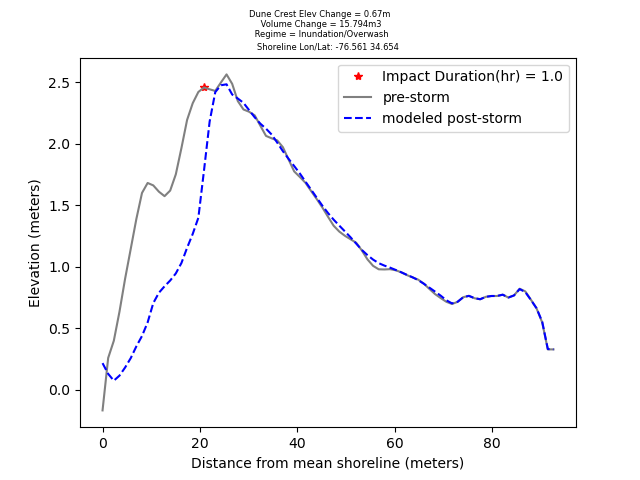 Dune Crest Elev Change = 0.67m
Volume Change = 15.794m3
Regime = Inundation/Overwash
Shoreline Lon/Lat: -76.561 34.654
Impact Duration(hr) = 1.0
pre-storm
modeled post-storm
Elevation (meters)
2.5
2.0
1.5
1.0
0.5
0.0
0 20 40 60 80
Distance from mean shoreline (meters)